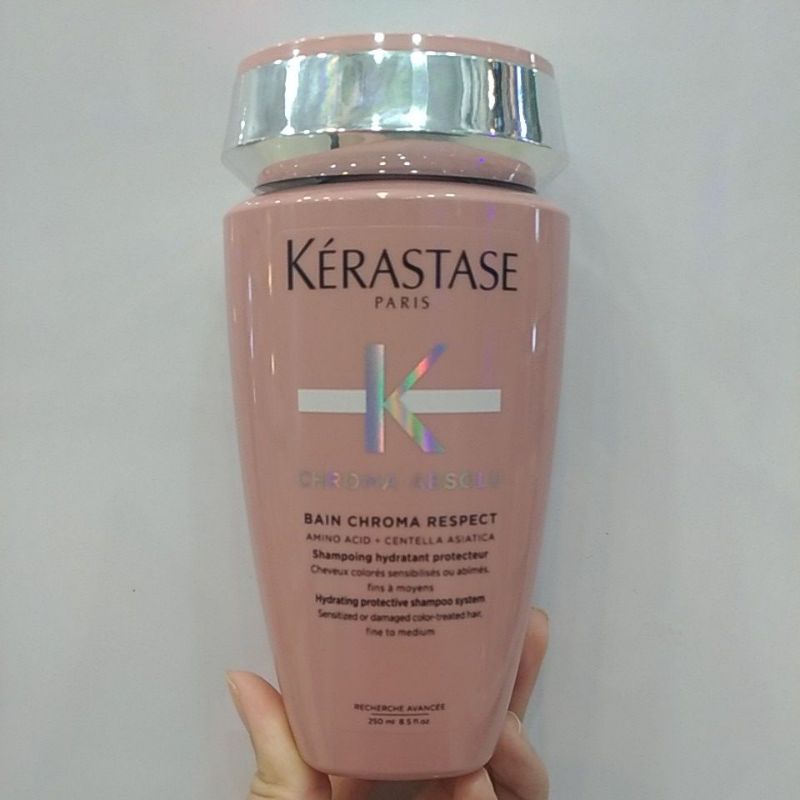 KÉRASTASE
PARIS
K
CHROMA ABSOLU
BAIN CHROMA RESPECT
AMINO ACID + CENTELLA ASIATICA
Shampoing hydratant protecteur
Cheveux colorés sensibilisés ou abîmés,
fins à moyens
Hydrating protective shampoo system
Sensitized or damaged color-treated hair,
fine to medium
RECHERCHE AVANCÉE
250 ml 8.5 fl oz